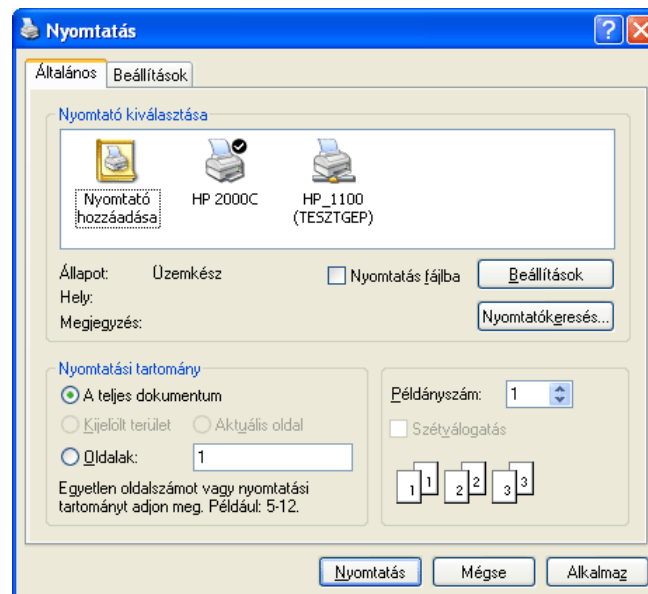 Nyomtatás
Általános Beállítások
Nyomtató kiválasztása
Nyomtató hozzáadása
HP 2000C
HP_1100 (TESZTGEP)
Állapot: Üzemkész
Hely:
Megjegyzés:
Nyomtatás fájlba
Beállítások
Nyomtatókeresés...
Nyomtatási tartomány
A teljes dokumentum
Kijelölt terület Aktuális oldal
Oldalak: 1
Egyetlen oldalszámot vagy nyomtatási
tartományt adjon meg. Például: 5-12.
Példányszám: 1
Szétválogatás
1 1 2 2 3 3
Nyomtatás Mégse Alkalmaz